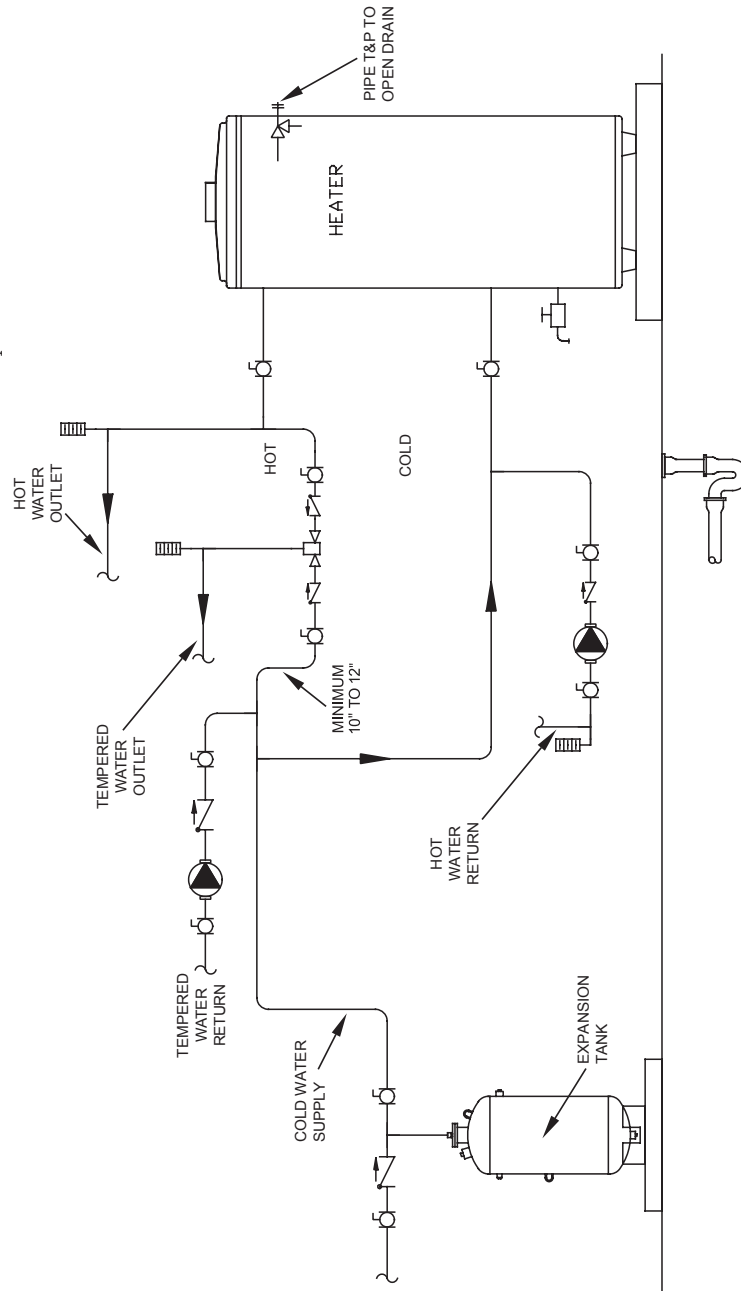 PIPE T&P TO
OPEN DRAIN
HEATER
HOT
WATER
OUTLET
HOT
COLD
TEMPERED
WATER
OUTLET
MINIMUM
10" TO 12"
HOT
WATER
RETURN
TEMPERED
WATER
RETURN
COLD WATER
SUPPLY
EXPANSION
TANK